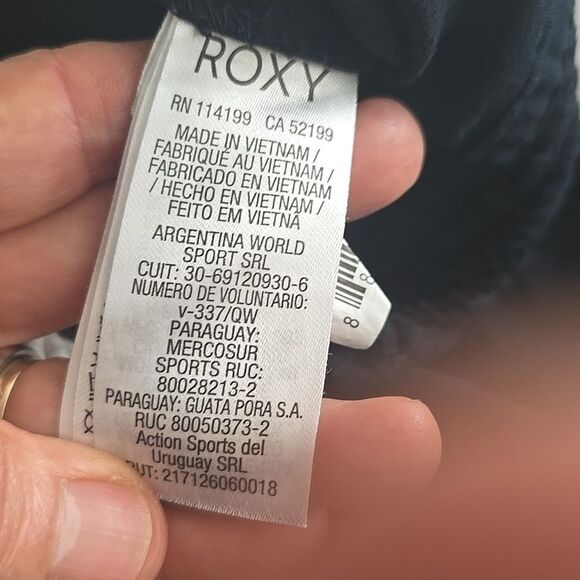 ROXY
RN 114199 CA 52199
MADE IN VIETNAM /
FABRIQUÉ AU VIETNAM /
FABRICADO EN VIETNAM
/ HECHO EN VIETNAM /
FEITO EM VIETNÃ
ARGENTINA WORLD
SPORT SRL
CUIT: 30-69120930-6
NUMERO DE VOLUNTARIO:
v-337/QW
PARAGUAY:
MERCOSUR
SPORTS RUC:
80028213-2
PARAGUAY: GUATA PORA S.A.
RUC 80050373-2
Action Sports del
Uruguay SRL
RUT: 217126060018
8
8